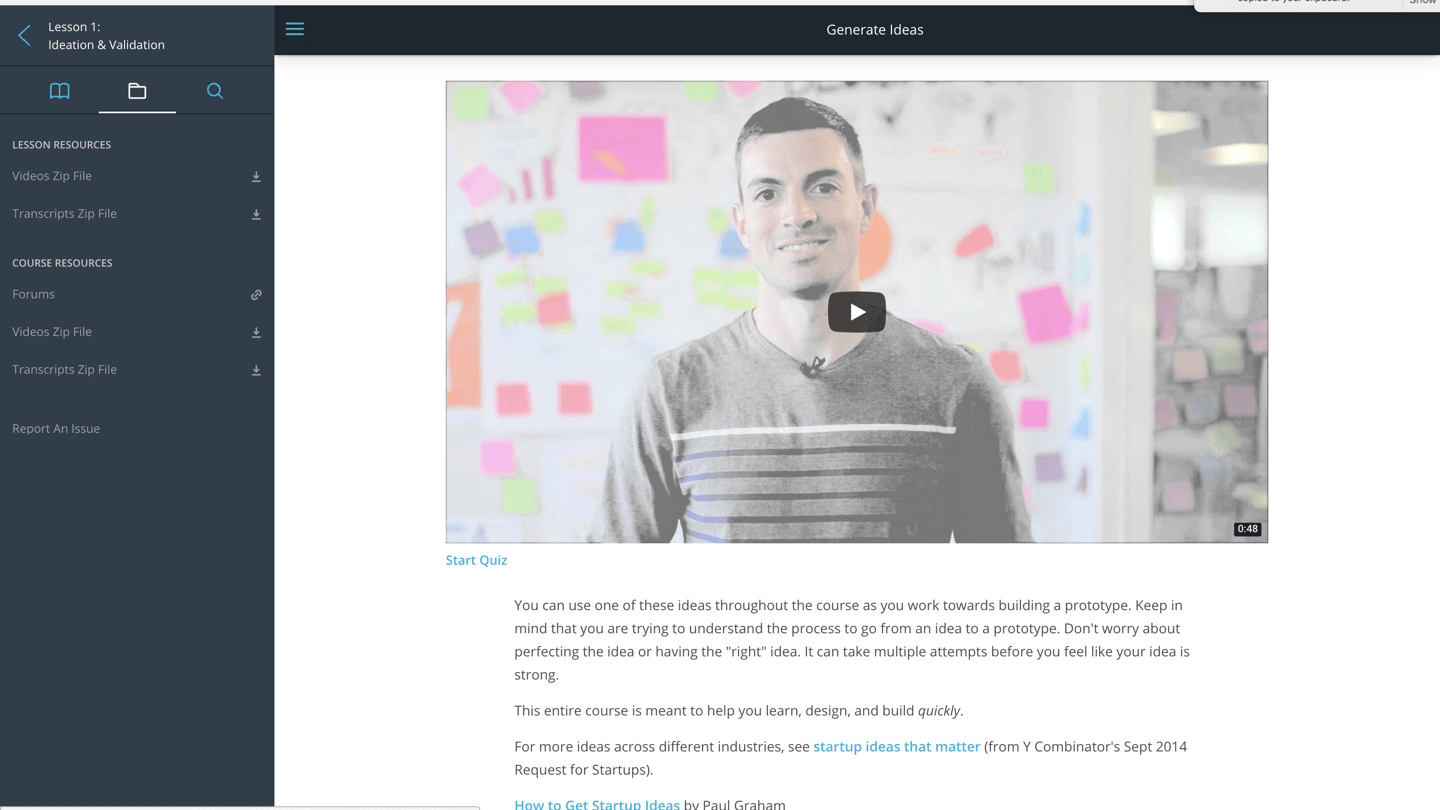 copied to your clipboard.
Show
Lesson 1:
Ideation & Validation
Generate Ideas
LESSON RESOURCES
Videos Zip File
Transcripts Zip File
COURSE RESOURCES
Forums
Videos Zip File
Transcripts Zip File
Report An Issue
0:48
Start Quiz
You can use one of these ideas throughout the course as you work towards building a prototype. Keep in
mind that you are trying to understand the process to go from an idea to a prototype. Don't worry about
perfecting the idea or having the "right" idea. It can take multiple attempts before you feel like your idea is
strong.
This entire course is meant to help you learn, design, and build quickly.
For more ideas across different industries, see startup ideas that matter (from Y Combinator's Sept 2014
Request for Startups).
How to Get Startup Ideas by Paul Graham